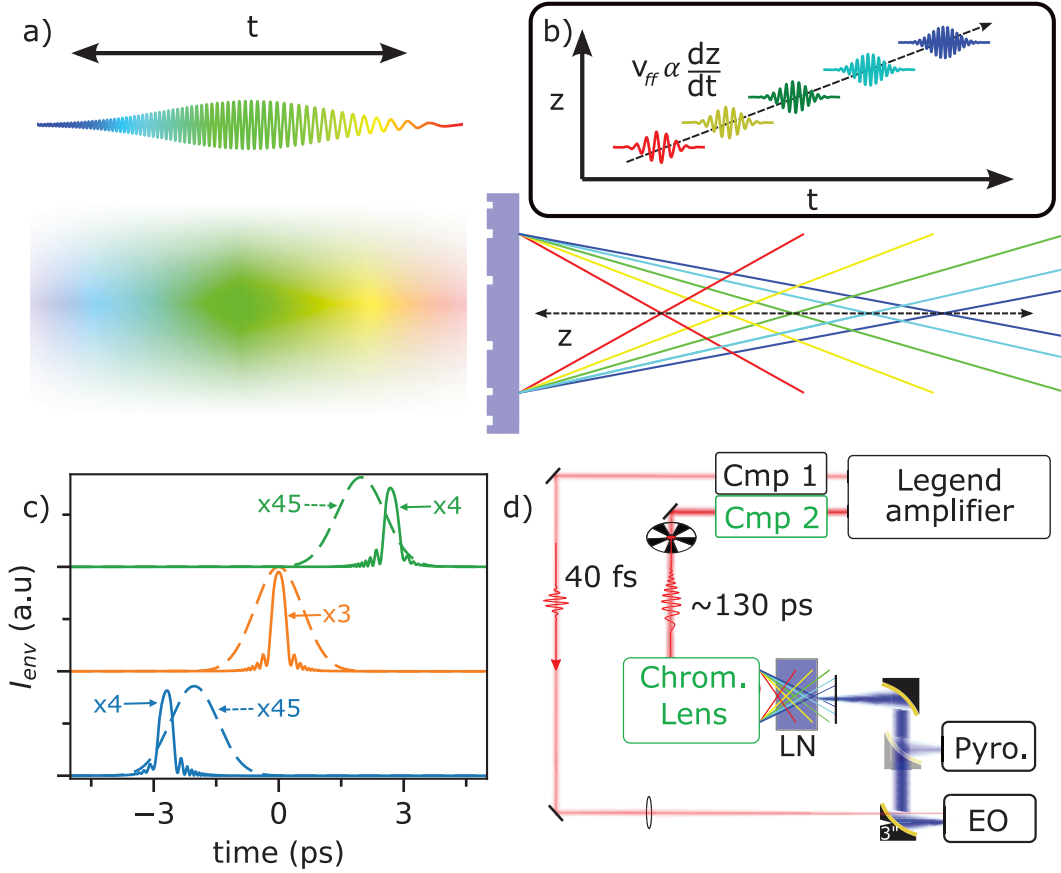 a)
t
b)
v_ff α dz/dt
z
t
z
c)
x45
x4
x3
x4
x45
I_env (a.u)
−3 0 3
time (ps)
d)
Cmp 1
Cmp 2
Legend
amplifier
40 fs
~130 ps
Chrom.
Lens
LN
Pyro.
EO
3"